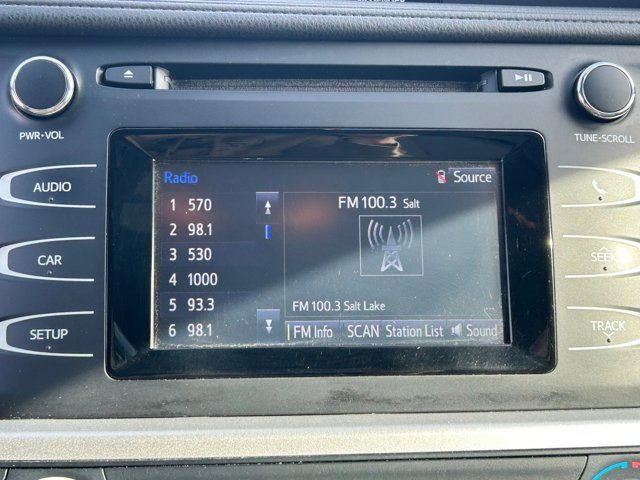 PWR•VOL
TUNE•SCROLL
AUDIO
CAR
SETUP
Radio
Source
1 570
2 98.1
3 530
4 1000
5 93.3
6 98.1
FM 100.3 Salt
FM 100.3 Salt Lake
FM Info SCAN Station List Sound
SEEK
TRACK